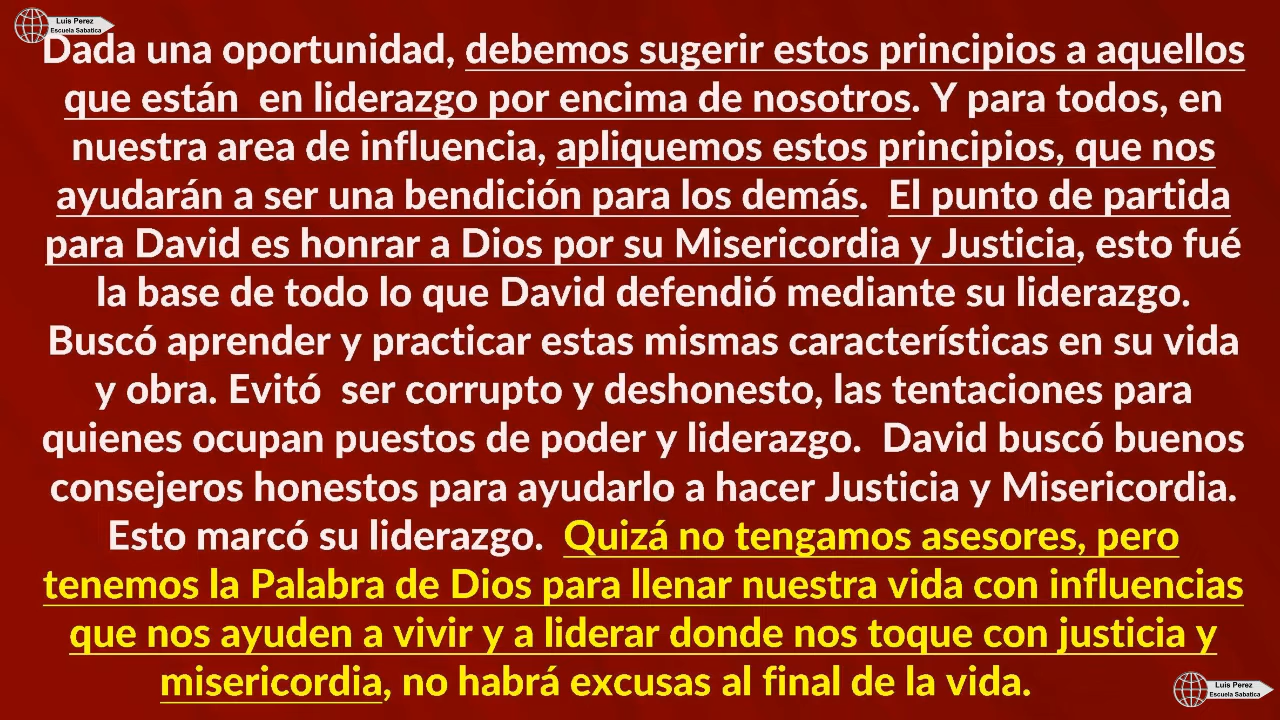 Luis Perez
Escuela Sabatica
Dada una oportunidad, debemos sugerir estos principios a aquellos
que están  en liderazgo por encima de nosotros. Y para todos, en
nuestra area de influencia, apliquemos estos principios, que nos
ayudarán a ser una bendición para los demás.  El punto de partida
para David es honrar a Dios por su Misericordia y Justicia, esto fué
la base de todo lo que David defendió mediante su liderazgo.
Buscó aprender y practicar estas mismas características en su vida
y obra. Evitó  ser corrupto y deshonesto, las tentaciones para
quienes ocupan puestos de poder y liderazgo.  David buscó buenos
consejeros honestos para ayudarlo a hacer Justicia y Misericordia.
Esto marcó su liderazgo.  Quizá no tengamos asesores, pero
tenemos la Palabra de Dios para llenar nuestra vida con influencias
que nos ayuden a vivir y a liderar donde nos toque con justicia y
misericordia, no habrá excusas al final de la vida.
Luis Perez
Escuela Sabatica